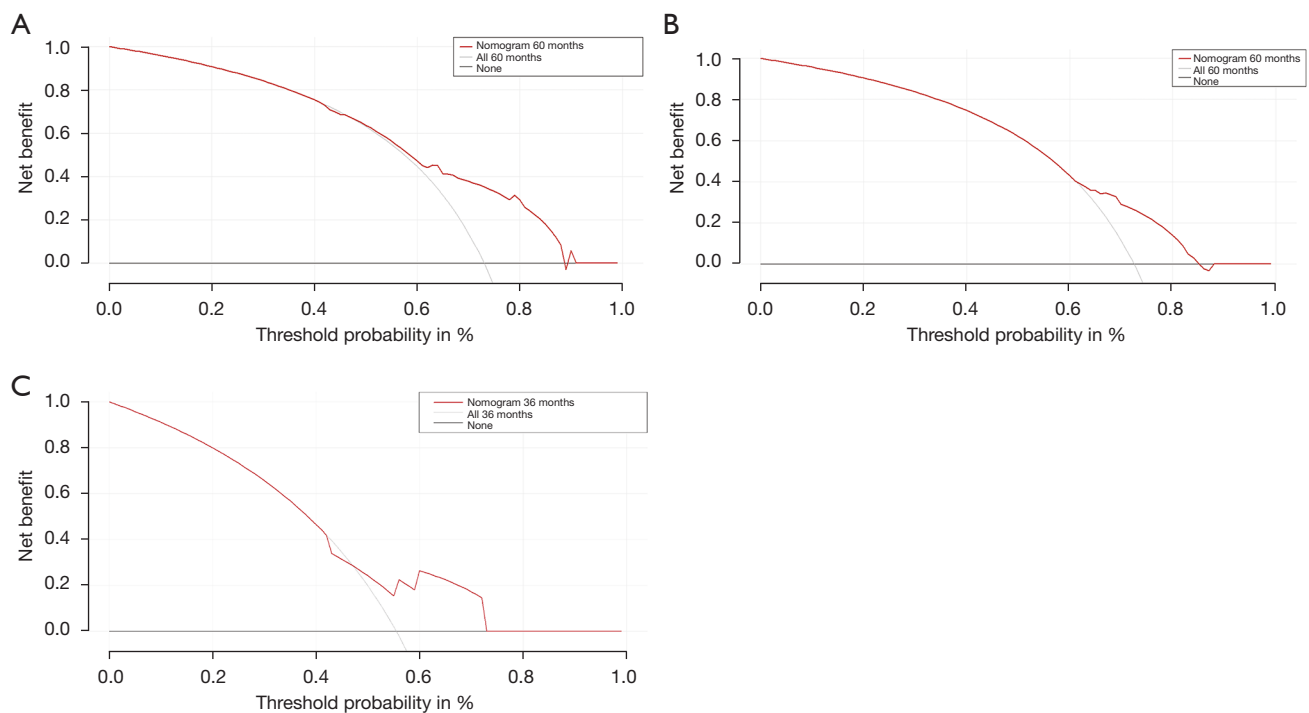 A
Nomogram 60 months
All 60 months
None
1.0
0.8
0.6
0.4
0.2
0.0
Net benefit
0.0 0.2 0.4 0.6 0.8 1.0
Threshold probability in %
B
Nomogram 60 months
All 60 months
None
1.0
0.8
0.6
0.4
0.2
0.0
Net benefit
0.0 0.2 0.4 0.6 0.8 1.0
Threshold probability in %
C
Nomogram 36 months
All 36 months
None
1.0
0.8
0.6
0.4
0.2
0.0
Net benefit
0.0 0.2 0.4 0.6 0.8 1.0
Threshold probability in %